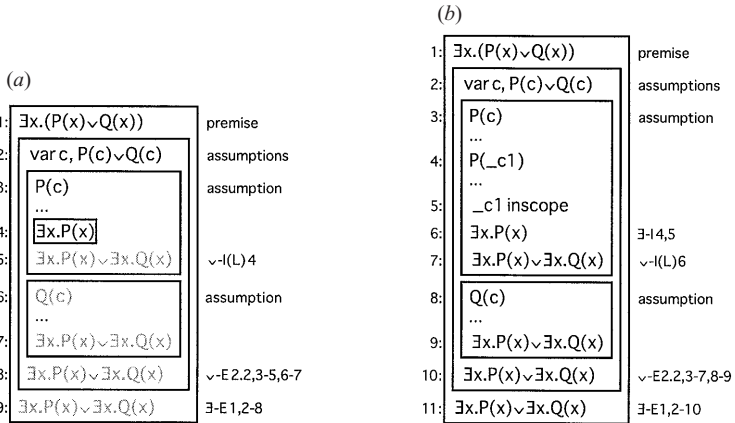 (a)
1: ∃x.(P(x)∨Q(x)) premise
2: var c, P(c)∨Q(c) assumptions
3: P(c) assumption
...
4: ∃x.P(x)
5: ∃x.P(x)∨∃x.Q(x) ∨-I(L) 4
6: Q(c) assumption
...
7: ∃x.P(x)∨∃x.Q(x)
8: ∃x.P(x)∨∃x.Q(x) ∨-E 2.2,3-5,6-7
9: ∃x.P(x)∨∃x.Q(x) ∃-E 1,2-8
(b)
1: ∃x.(P(x)∨Q(x)) premise
2: var c, P(c)∨Q(c) assumptions
3: P(c) assumption
...
4: P(_c1)
...
5: _c1 inscope
6: ∃x.P(x) ∃-I 4,5
7: ∃x.P(x)∨∃x.Q(x) ∨-I(L) 6
8: Q(c) assumption
...
9: ∃x.P(x)∨∃x.Q(x)
10: ∃x.P(x)∨∃x.Q(x) ∨-E2.2,3-7,8-9
11: ∃x.P(x)∨∃x.Q(x) ∃-E1,2-10